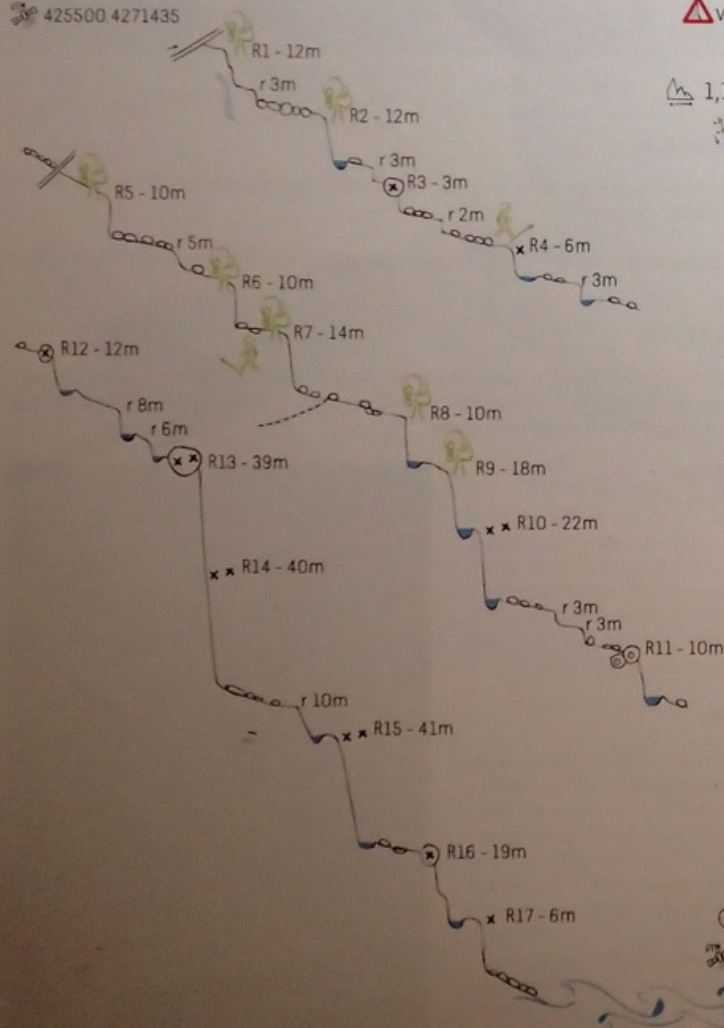 425500.4271435
R1 - 12m
r 3m
R2 - 12m
r 3m
R3 - 3m
r 2m
R4 - 6m
r 3m
R5 - 10m
r 5m
R6 - 10m
R7 - 14m
R8 - 10m
R9 - 18m
R10 - 22m
r 3m
r 3m
R11 - 10m
R12 - 12m
r 8m
r 6m
R13 - 39m
R14 - 40m
r 10m
R15 - 41m
R16 - 19m
R17 - 6m